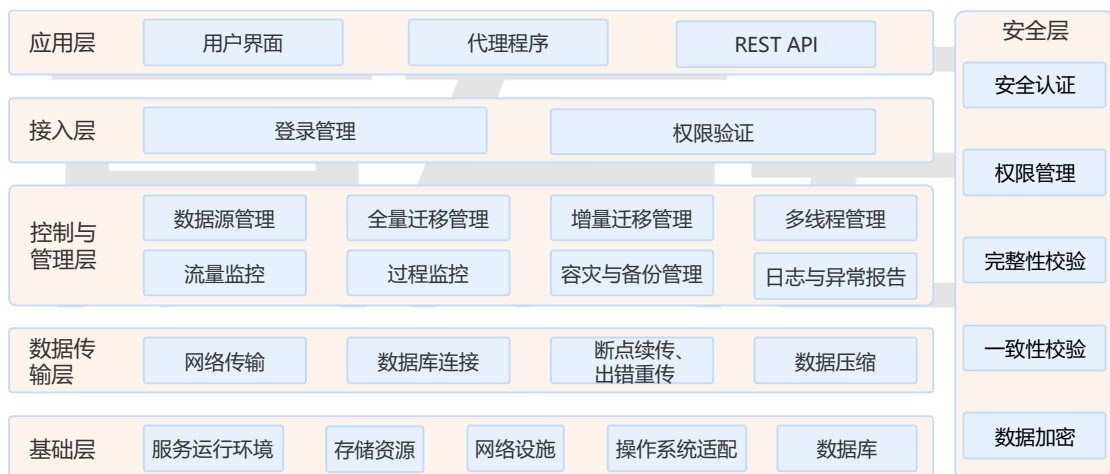 应用层
用户界面
代理程序
REST API
接入层
登录管理
权限验证
控制与
管理层
数据源管理
全量迁移管理
增量迁移管理
多线程管理
流量监控
过程监控
容灾与备份管理
日志与异常报告
数据传
输层
网络传输
数据库连接
断点续传、
出错重传
数据压缩
基础层
服务运行环境
存储资源
网络设施
操作系统适配
数据库
安全层
安全认证
权限管理
完整性校验
一致性校验
数据加密